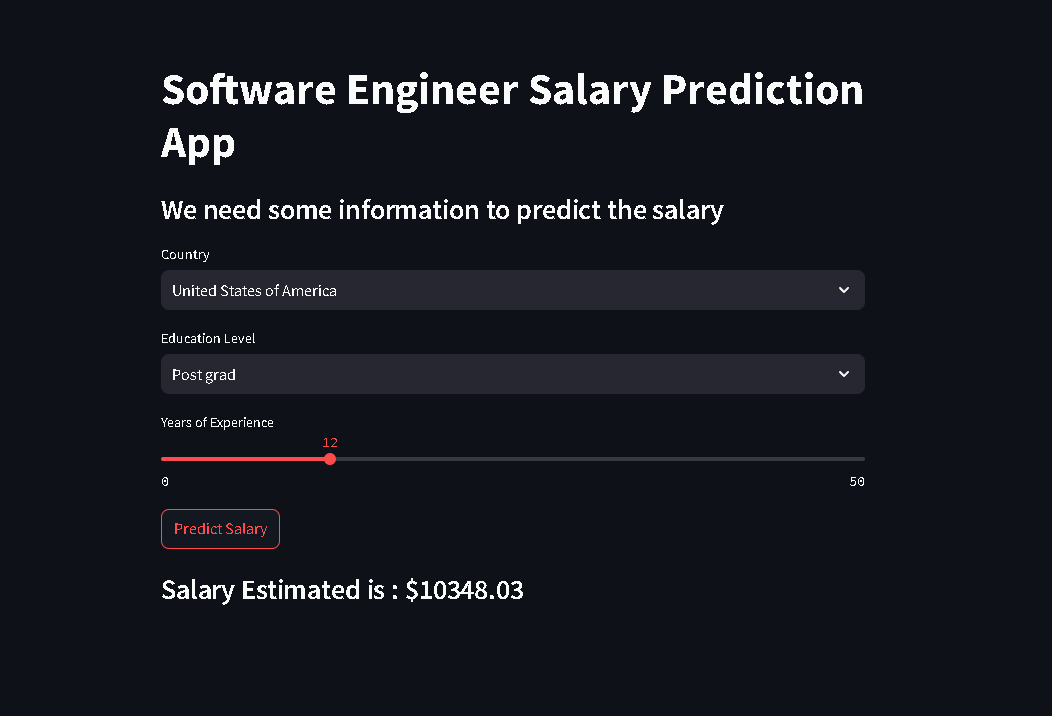 Software Engineer Salary Prediction
App
We need some information to predict the salary
Country
United States of America
Education Level
Post grad
Years of Experience
12
0 50
Predict Salary
Salary Estimated is : $10348.03